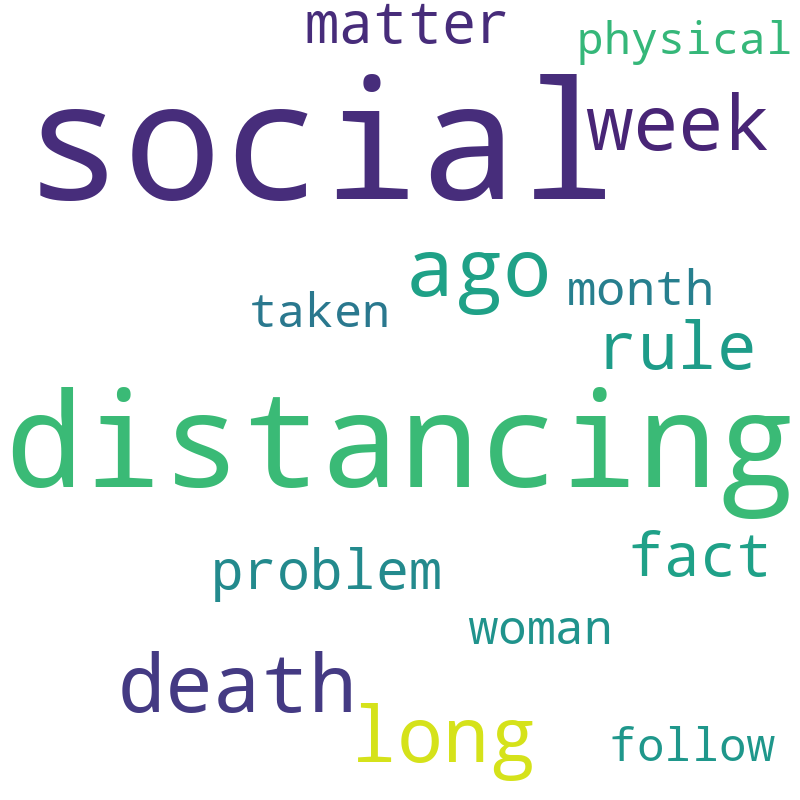 matter
physical
social
week
ago
month
taken
rule
distancing
fact
problem
woman
death
long
follow